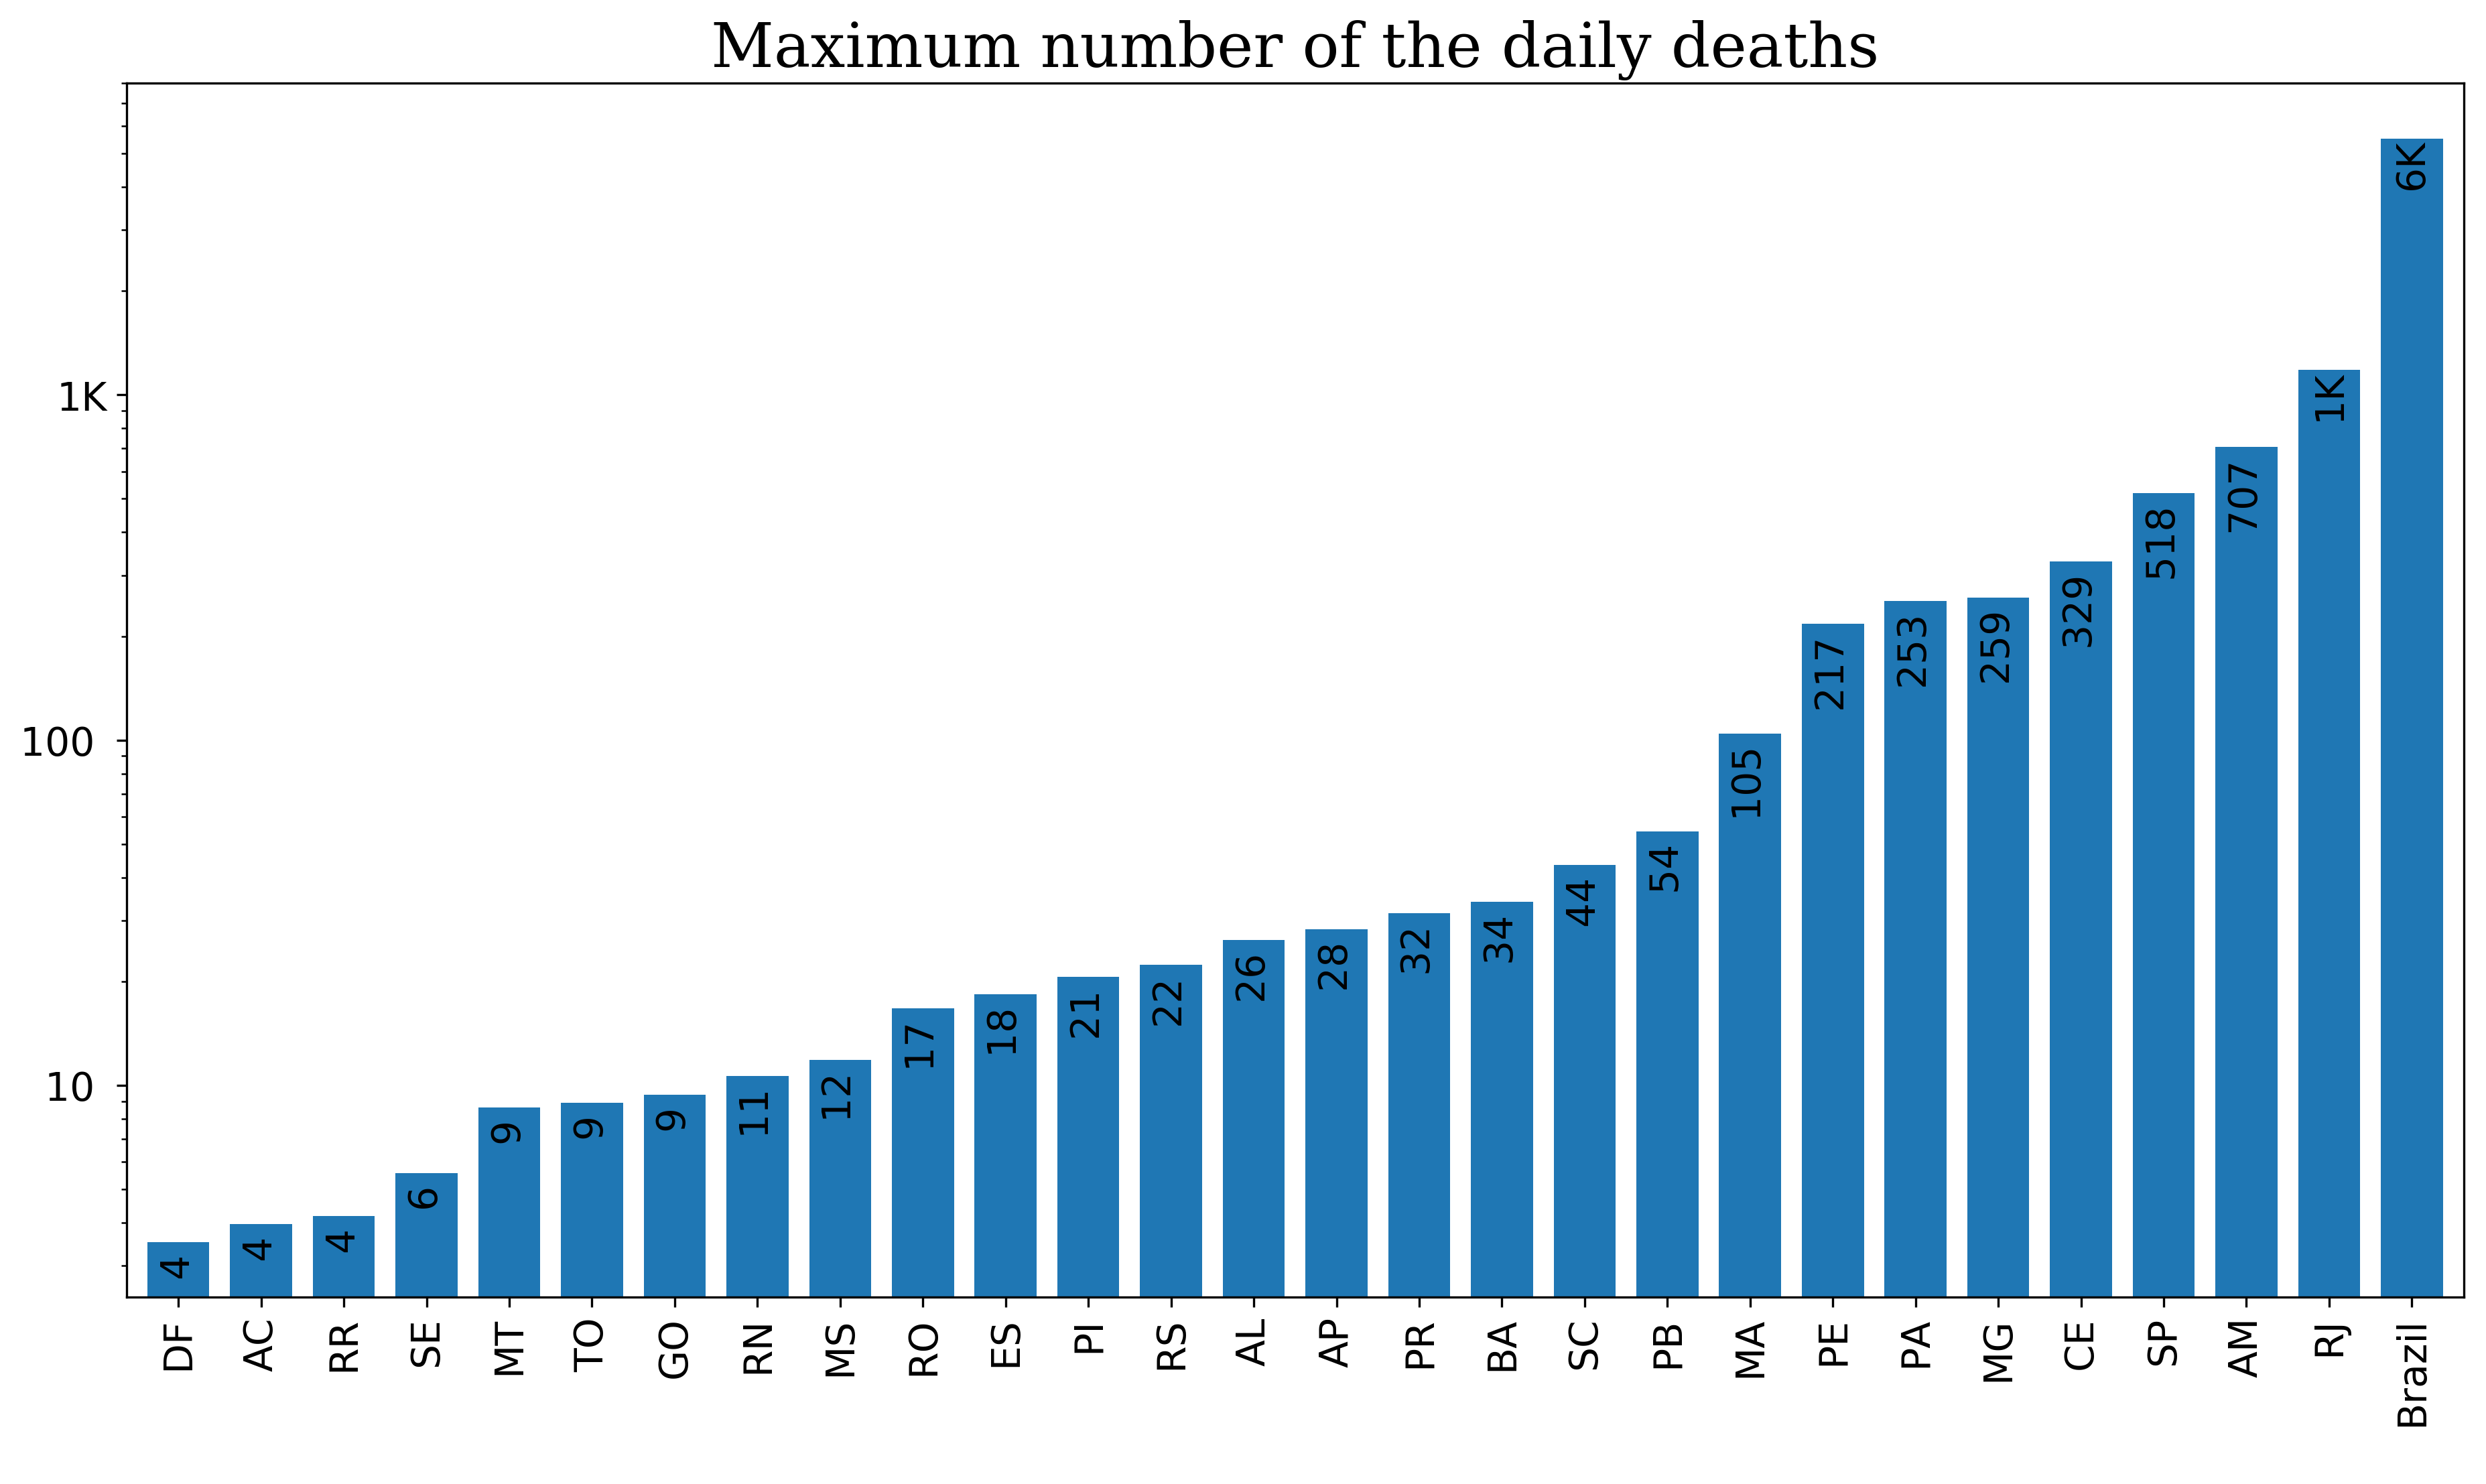 Maximum number of the daily deaths
1K
100
10
4
4
4
6
9
9
9
11
12
17
18
21
22
26
28
32
34
44
54
105
217
253
259
329
518
707
1K
6K
DF
AC
RR
SE
MT
TO
GO
RN
MS
RO
ES
PI
RS
AL
AP
PR
BA
SC
PB
MA
PE
PA
MG
CE
SP
AM
RJ
Brazil